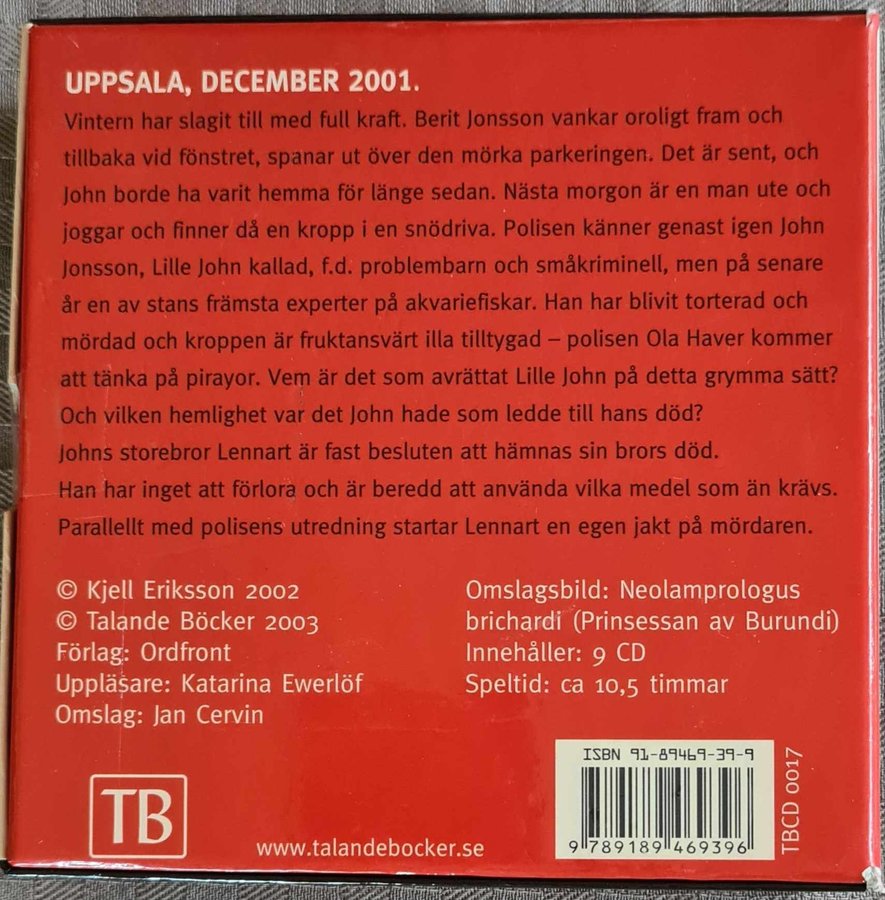 UPPSALA, DECEMBER 2001.
Vintern har slagit till med full kraft. Berit Jonsson vankar oroligt fram och
tillbaka vid fönstret, spanar ut över den mörka parkeringen. Det är sent, och
John borde ha varit hemma för länge sedan. Nästa morgon är en man ute och
joggar och finner då en kropp i en snödriva. Polisen känner genast igen John
Jonsson, Lille John kallad, f.d. problembarn och småkriminell, men på senare
år en av stans främsta experter på akvariefiskar. Han har blivit torterad och
mördad och kroppen är fruktansvärt illa tilltygad – polisen Ola Haver kommer
att tänka på pirayor. Vem är det som avrättat Lille John på detta grymma sätt?
Och vilken hemlighet var det John hade som ledde till hans död?
Johns storebror Lennart är fast besluten att hämnas sin brors död.
Han har inget att förlora och är beredd att använda vilka medel som än krävs.
Parallellt med polisens utredning startar Lennart en egen jakt på mördaren.
© Kjell Eriksson 2002
© Talande Böcker 2003
Förlag: Ordfront
Uppläsare: Katarina Ewerlöf
Omslag: Jan Cervin
Omslagsbild: Neolamprologus
brichardi (Prinsessan av Burundi)
Innehåller: 9 CD
Speltid: ca 10,5 timmar
TB
www.talandebocker.se
ISBN 91-89469-39-9
9 789189 469396
TBCD 0017